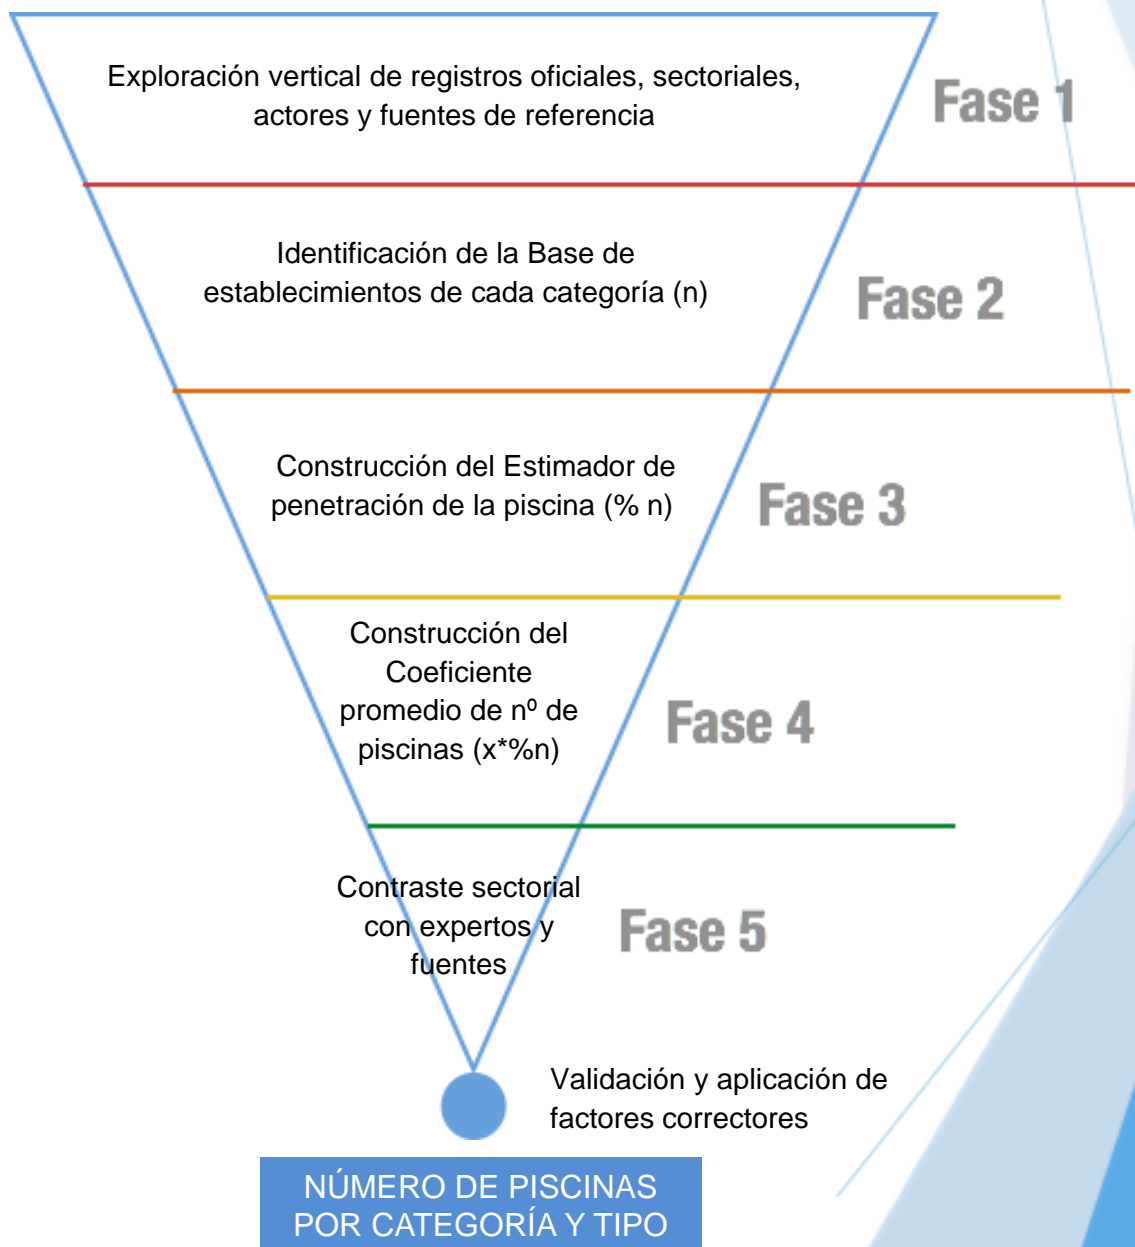 Exploración vertical de registros oficiales, sectoriales,
actores y fuentes de referencia
Fase 1
Identificación de la Base de
establecimientos de cada categoría (n)
Fase 2
Construcción del Estimador de
penetración de la piscina (% n)
Fase 3
Construcción del
Coeficiente
promedio de nº de
piscinas (x*%n)
Fase 4
Contraste sectorial
con expertos y
fuentes
Fase 5
Validación y aplicación de
factores correctores
NÚMERO DE PISCINAS
POR CATEGORÍA Y TIPO